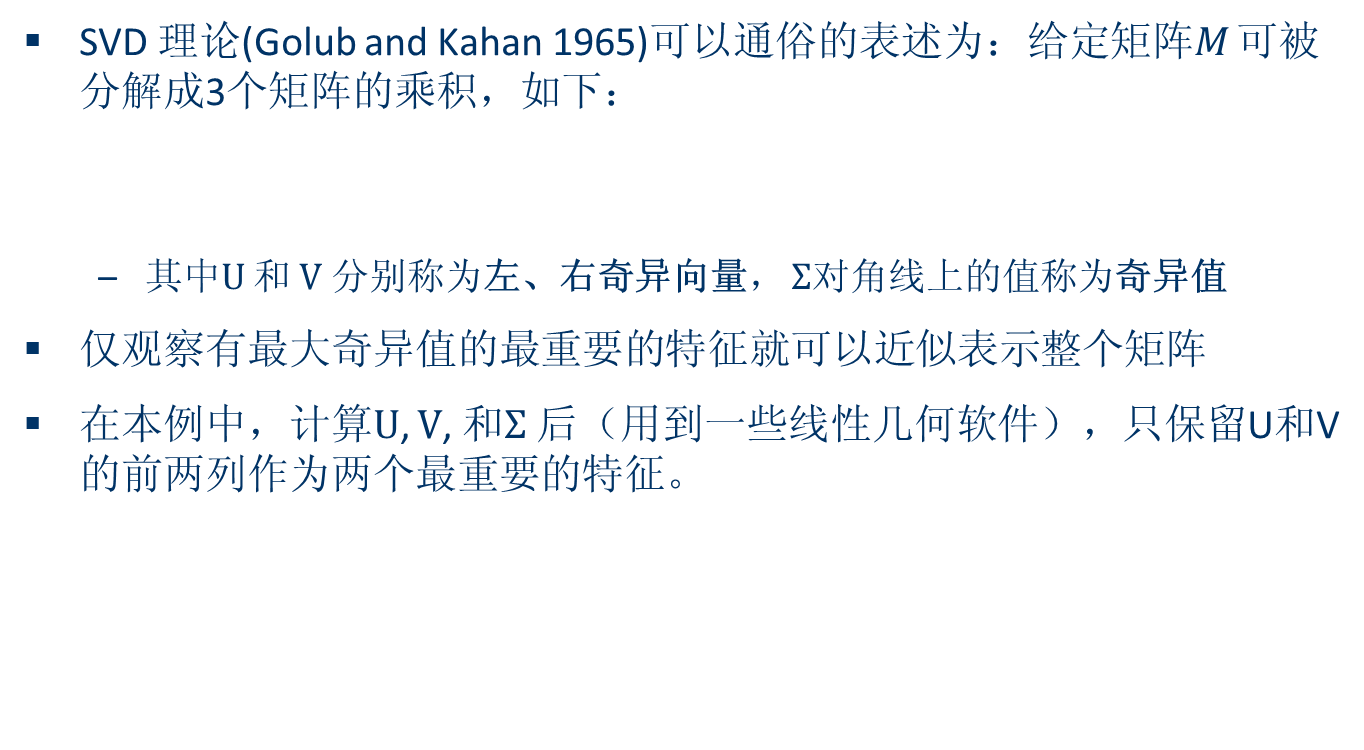 ▪ SVD 理论(Golub and Kahan 1965)可以通俗的表述为：给定矩阵M 可被
分解成3个矩阵的乘积，如下：
– 其中U 和 V 分别称为左、右奇异向量，Σ对角线上的值称为奇异值
▪ 仅观察有最大奇异值的最重要的特征就可以近似表示整个矩阵
▪ 在本例中，计算U, V, 和Σ 后（用到一些线性几何软件），只保留U和V
的前两列作为两个最重要的特征。